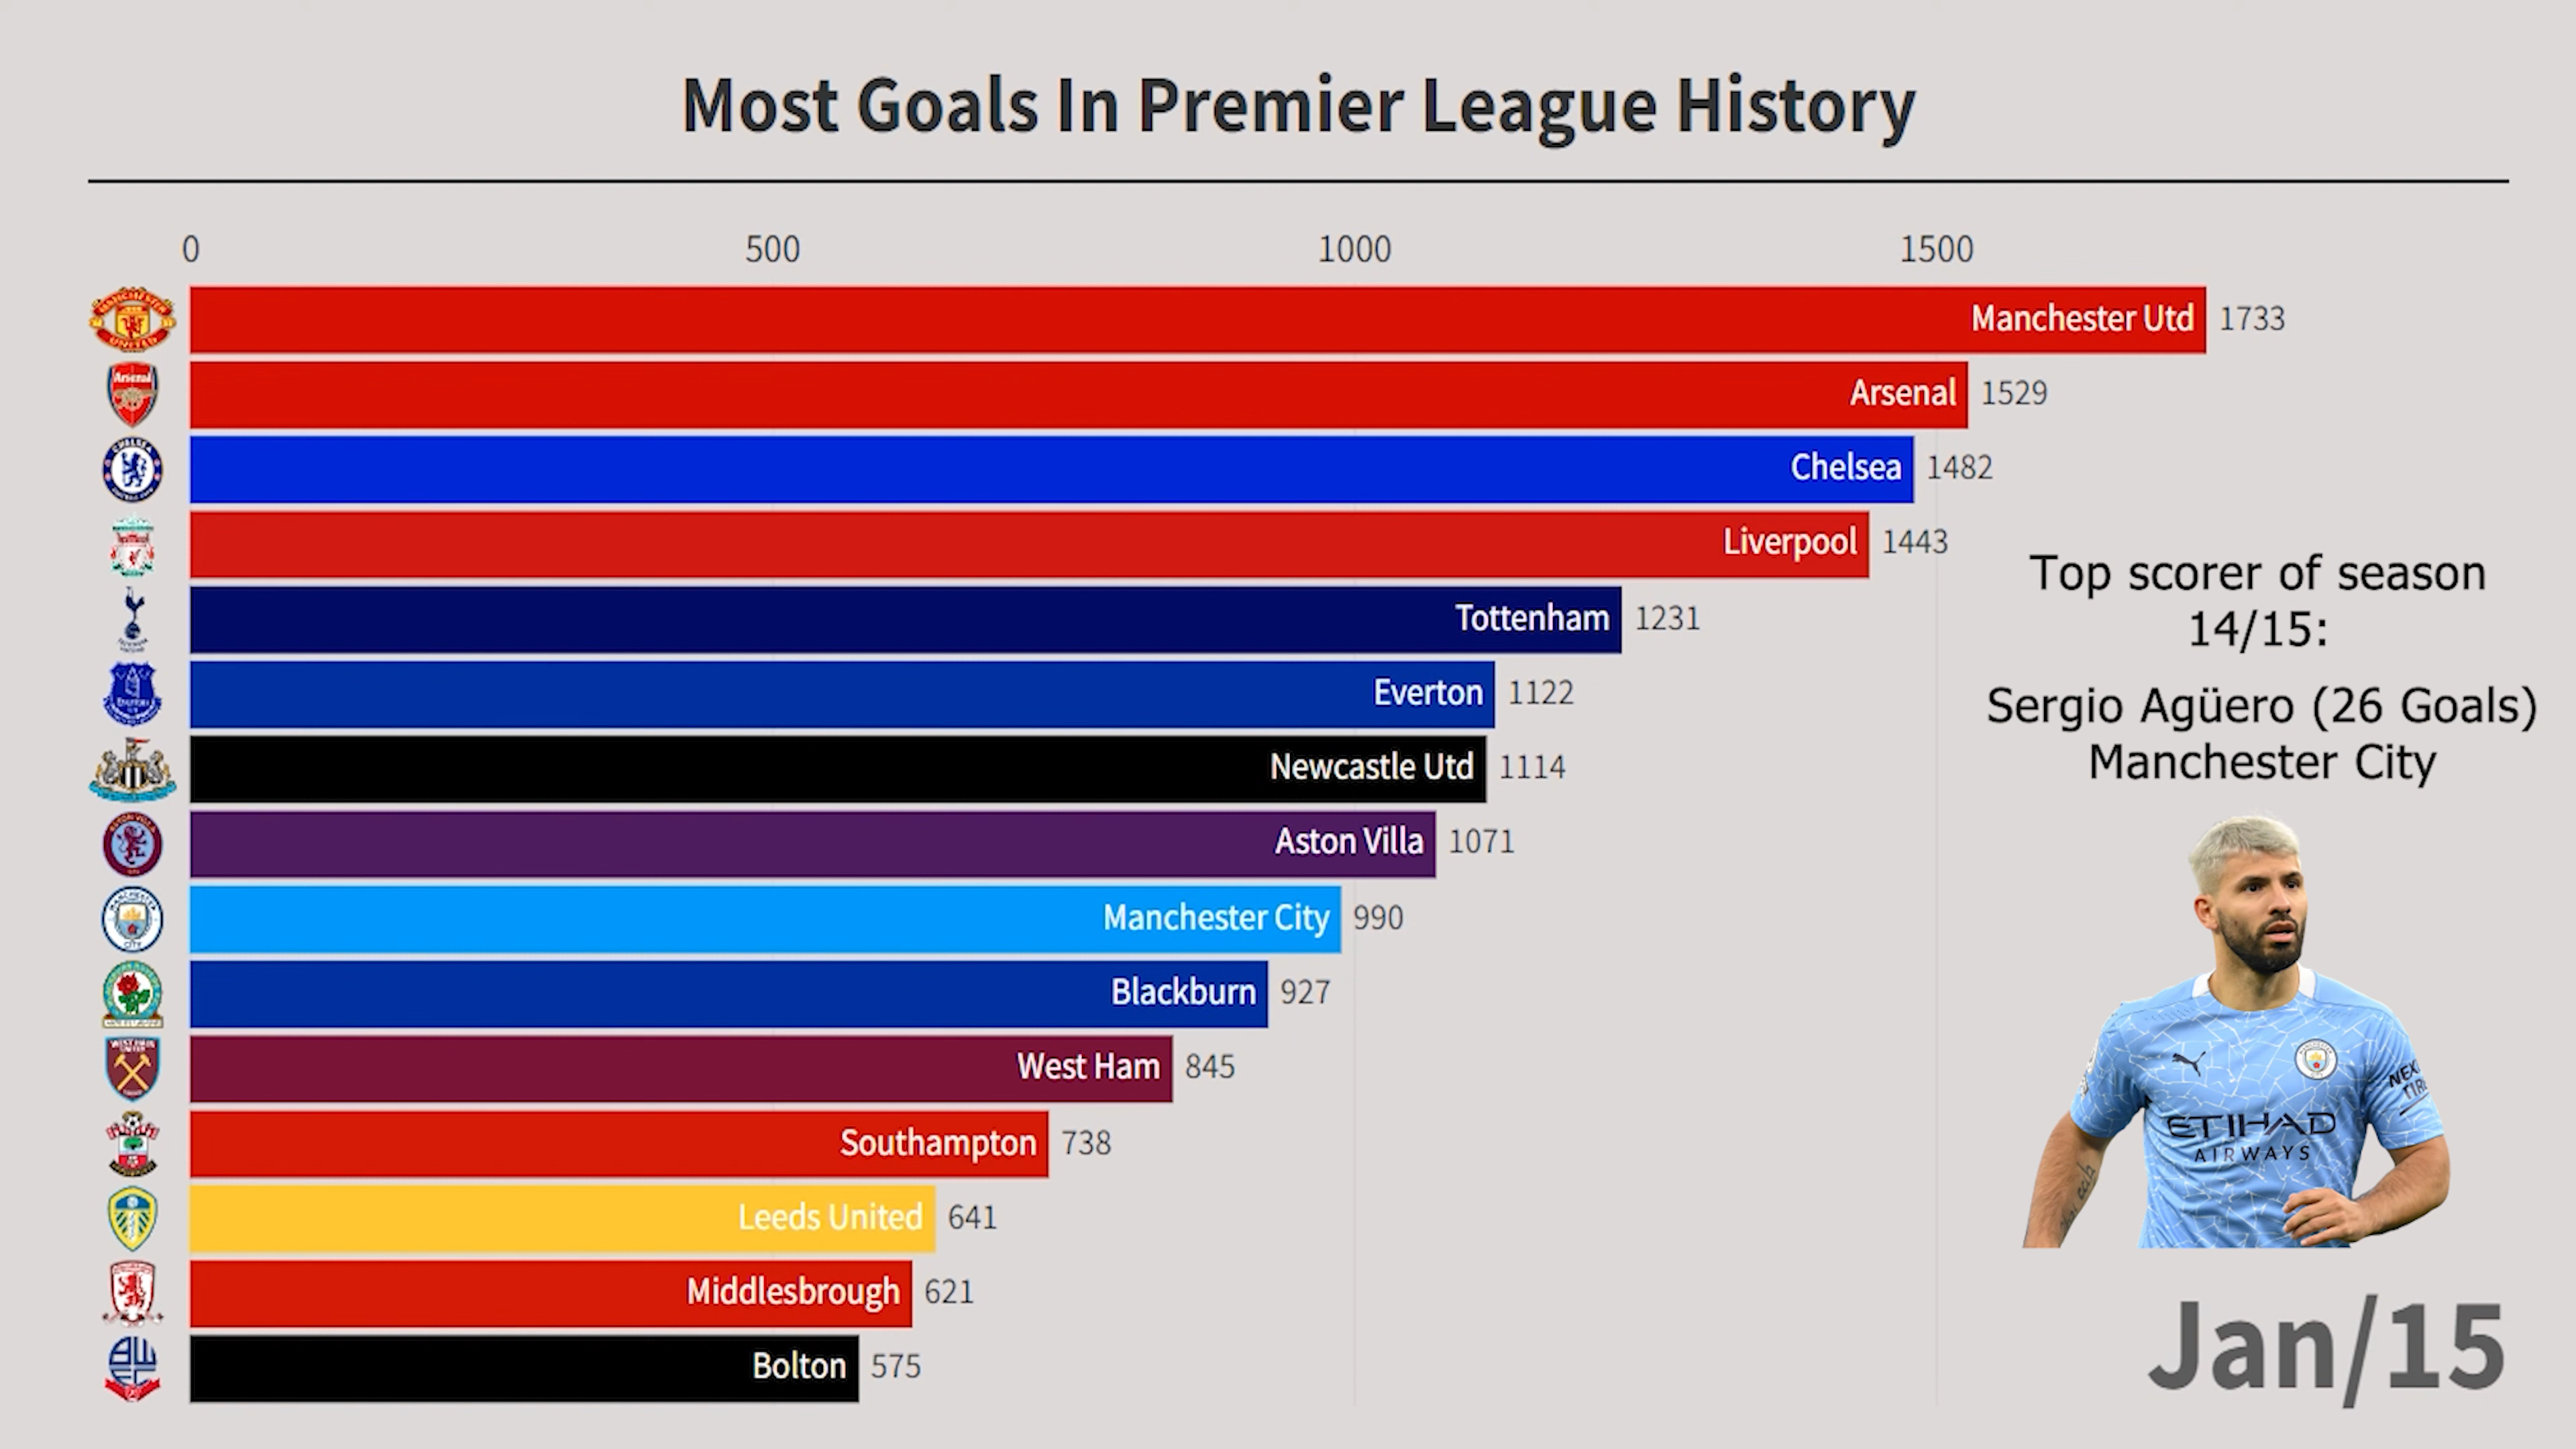 Most Goals In Premier League History
0 500 1000 1500
Manchester Utd 1733
Arsenal 1529
Chelsea 1482
Liverpool 1443
Tottenham 1231
Everton 1122
Newcastle Utd 1114
Aston Villa 1071
Manchester City 990
Blackburn 927
West Ham 845
Southampton 738
Leeds United 641
Middlesbrough 621
Bolton 575
Top scorer of season
14/15:
Sergio Agüero (26 Goals)
Manchester City
ETIHAD
AIRWAYS
Jan/15